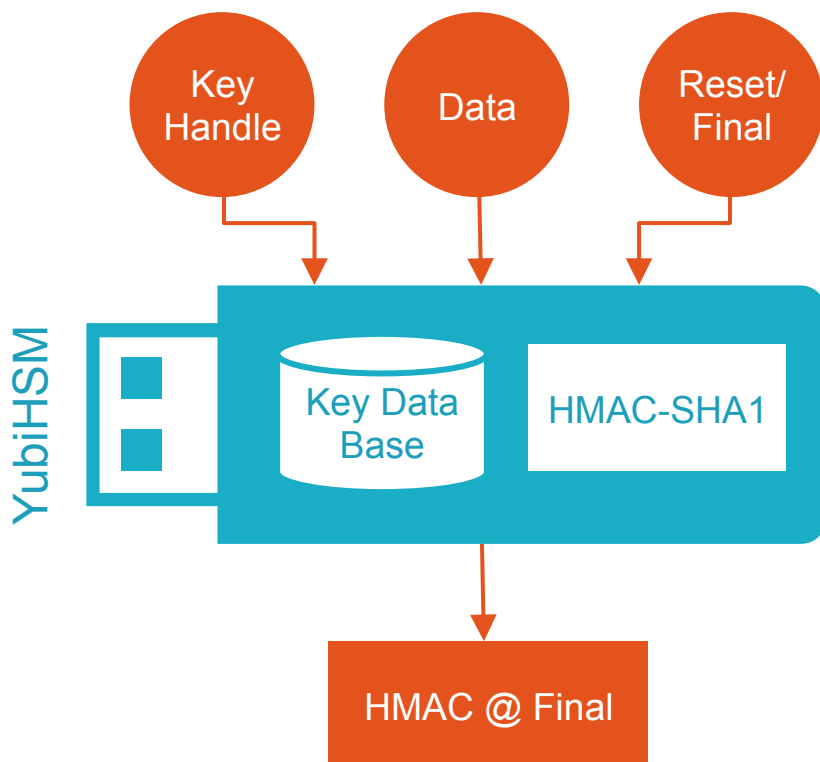 Key
Handle
Data
Reset/
Final
YubiHSM
Key Data
Base
HMAC-SHA1
HMAC @ Final